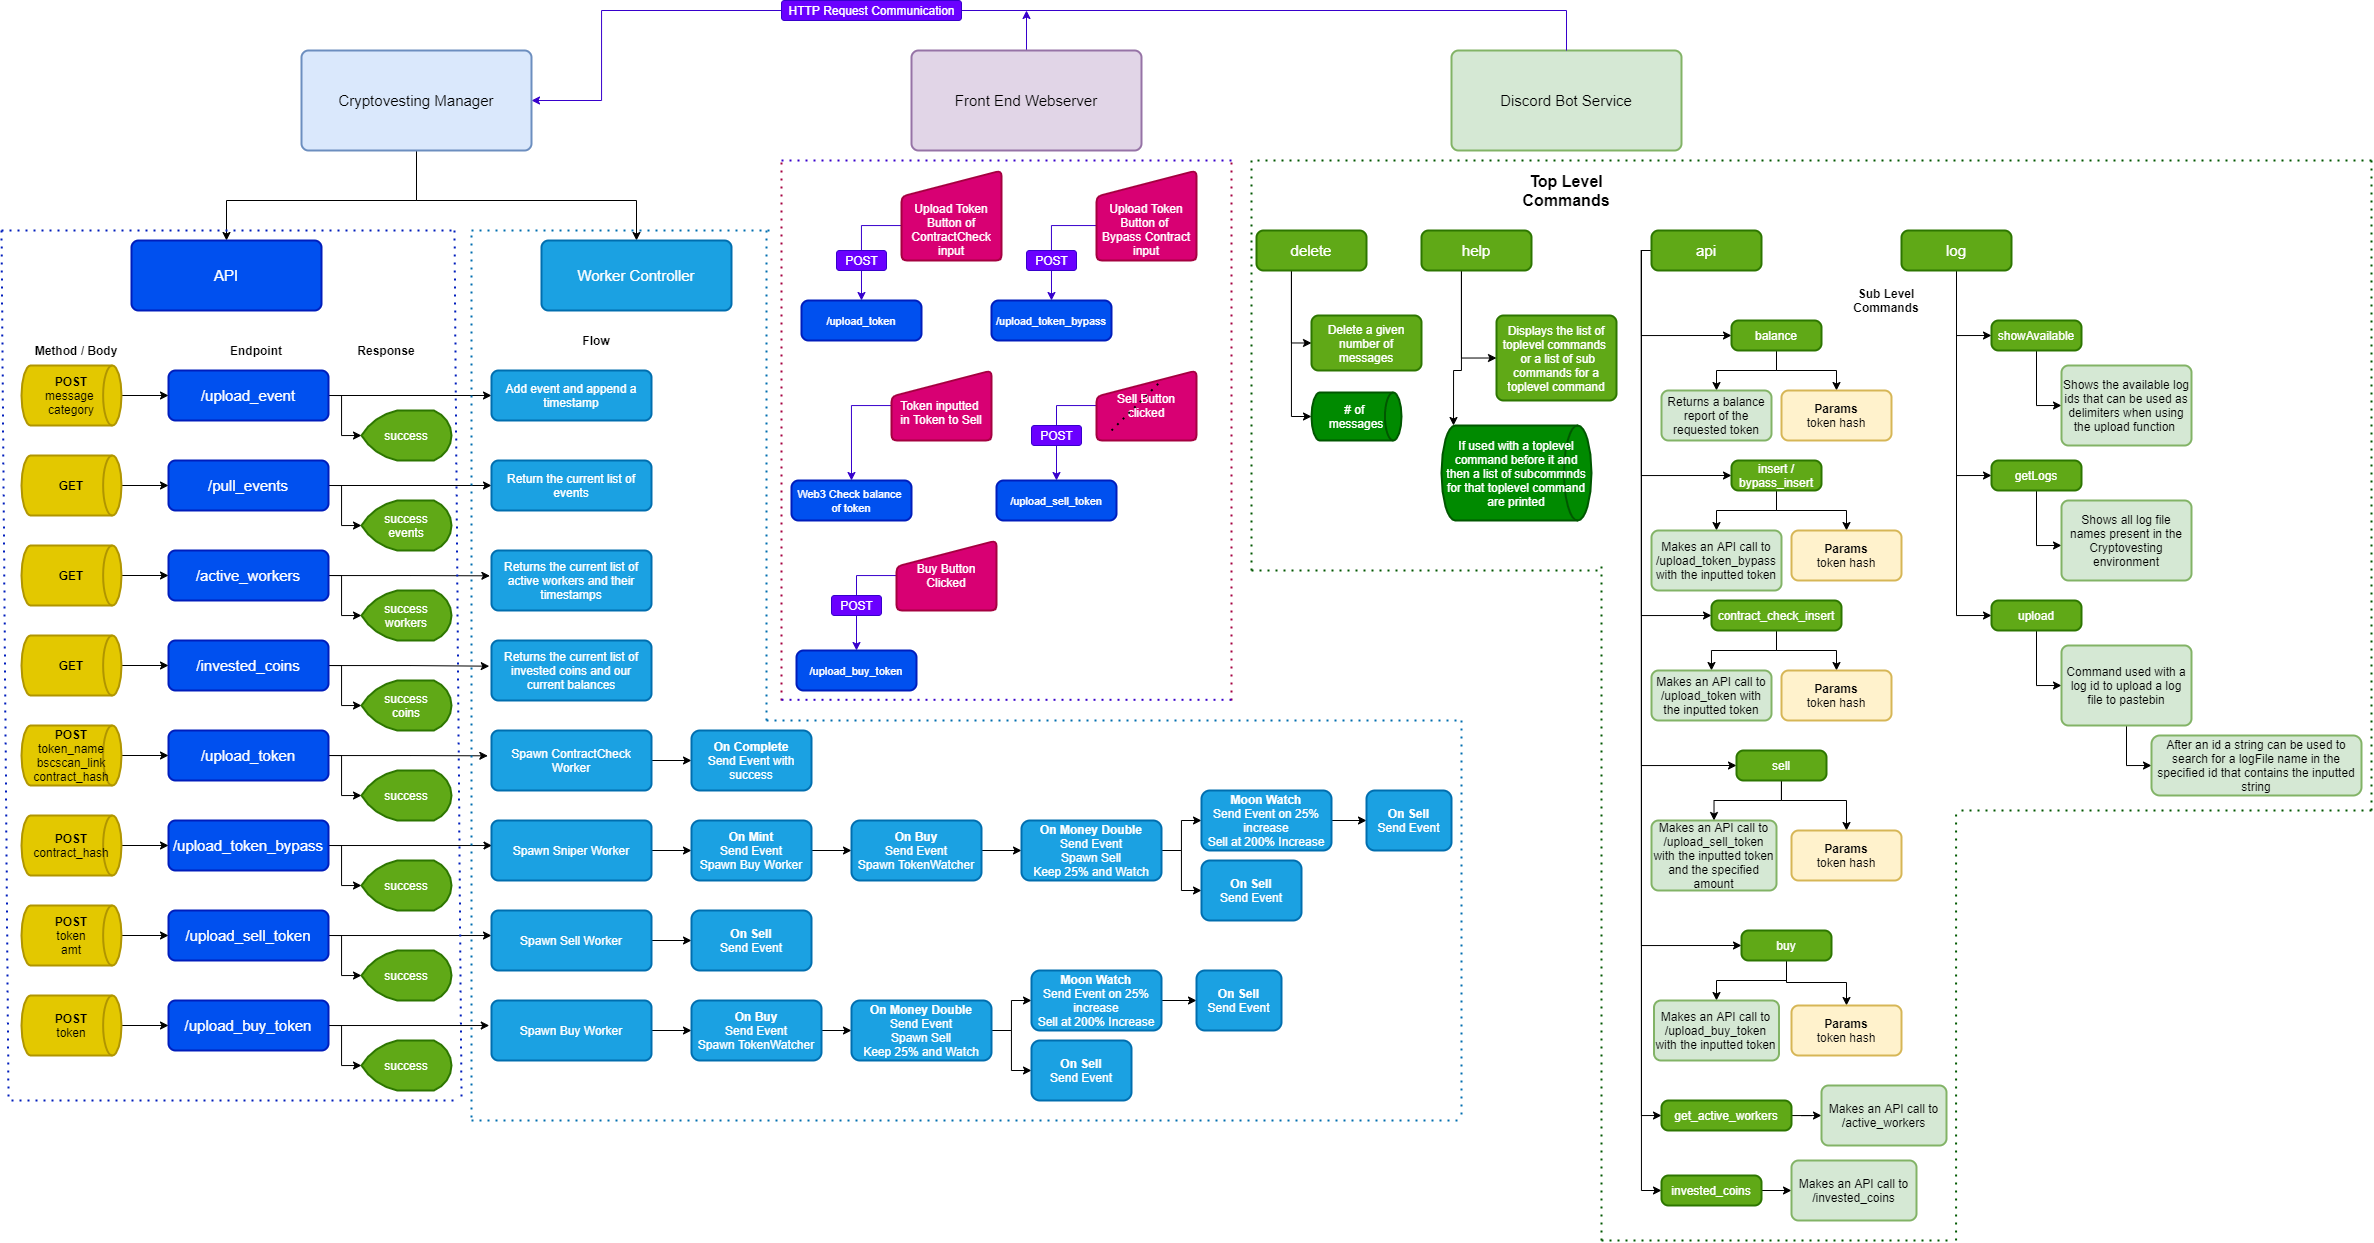 HTTP Request Communication
Cryptovesting Manager
Front End Webserver
Discord Bot Service
API
Worker Controller
Method / Body
Endpoint
Response
Flow
POST
message
category
/upload_event
success
Add event and append a
timestamp
GET
/pull_events
success
events
Return the current list of
events
GET
/active_workers
success
workers
Returns the current list of
active workers and their
timestamps
GET
/invested_coins
success
coins
Returns the current list of
invested coins and our
current balances
POST
token_name
bscscan_link
contract_hash
/upload_token
success
Spawn ContractCheck
Worker
On Complete
Send Event with
success
POST
contract_hash
/upload_token_bypass
success
Spawn Sniper Worker
On Mint
Send Event
Spawn Buy Worker
On Buy
Send Event
Spawn TokenWatcher
On Money Double
Send Event
Spawn Sell
Keep 25% and Watch
Moon Watch
Send Event on 25%
increase
Sell at 200% Increase
On Sell
Send Event
On Sell
Send Event
POST
token
amt
/upload_sell_token
success
Spawn Sell Worker
On Sell
Send Event
POST
token
/upload_buy_token
success
Spawn Buy Worker
On Buy
Send Event
Spawn TokenWatcher
On Money Double
Send Event
Spawn Sell
Keep 25% and Watch
Moon Watch
Send Event on 25%
increase
Sell at 200% Increase
On Sell
Send Event
On Sell
Send Event
Upload Token
Button of
ContractCheck
input
POST
/upload_token
Upload Token
Button of
Bypass Contract
input
POST
/upload_token_bypass
Token inputted
in Token to Sell
Web3 Check balance
of token
Sell Button
clicked
POST
/upload_sell_token
Buy Button
Clicked
POST
/upload_buy_token
Top Level
Commands
delete
Delete a given
number of
messages
# of
messages
help
Displays the list of
toplevel commands
or a list of sub
commands for a
toplevel command
If used with a toplevel
command before it and
then a list of subcommnds
for that toplevel command
are printed
api
Sub Level
Commands
balance
Returns a balance
report of the
requested token
Params
token hash
insert /
bypass_insert
Makes an API call to
/upload_token_bypass
with the inputted token
Params
token hash
contract_check_insert
Makes an API call to
/upload_token with
the inputted token
Params
token hash
sell
Makes an API call to
/upload_sell_token
with the inputted token
and the specified
amount
Params
token hash
buy
Makes an API call to
/upload_buy_token
with the inputted token
Params
token hash
get_active_workers
Makes an API call to
/active_workers
invested_coins
Makes an API call to
/invested_coins
log
showAvailable
Shows the available log
ids that can be used as
delimiters when using
the upload function
getLogs
Shows all log file
names present in the
Cryptovesting
environment
upload
Command used with a
log id to upload a log
file to pastebin
After an id a string can be used to
search for a logFile name in the
specified id that contains the inputted
string